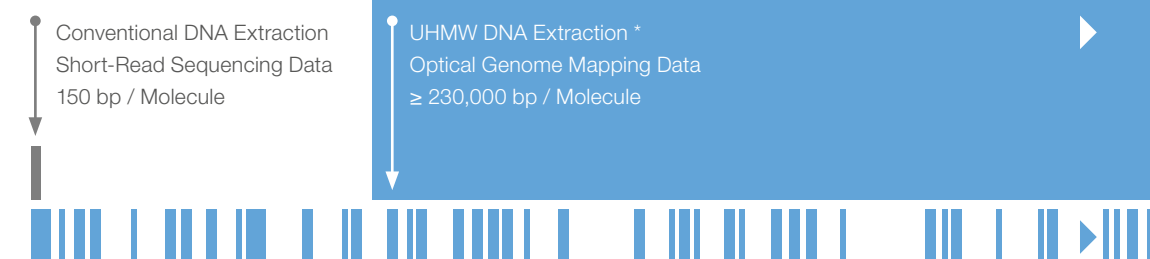 Conventional DNA Extraction
Short-Read Sequencing Data
150 bp / Molecule
UHMW DNA Extraction *
Optical Genome Mapping Data
≥ 230,000 bp / Molecule